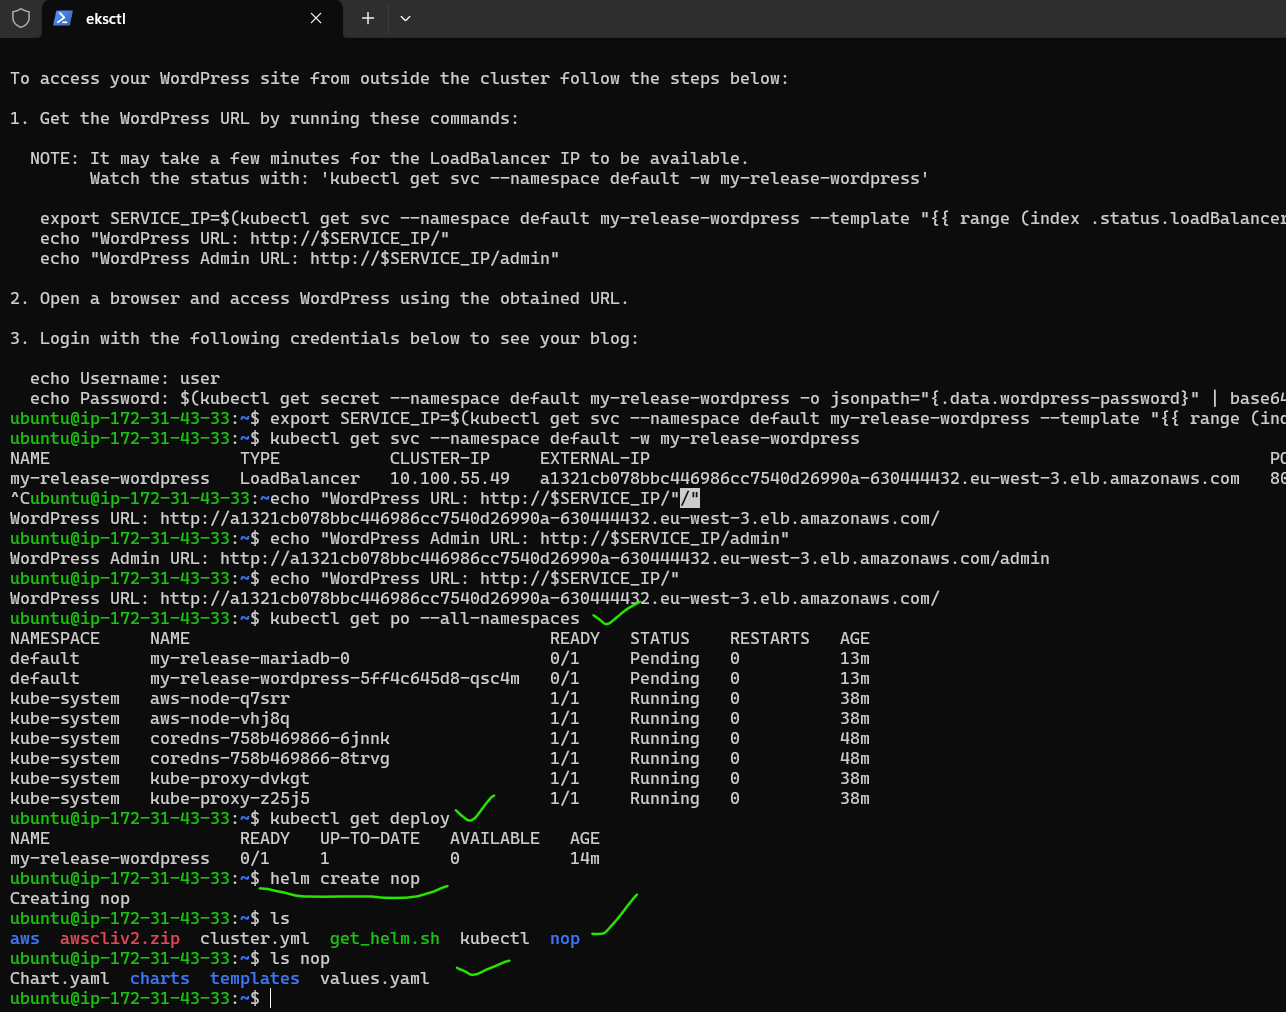 eksctl
To access your WordPress site from outside the cluster follow the steps below:
1. Get the WordPress URL by running these commands:
NOTE: It may take a few minutes for the LoadBalancer IP to be available.
Watch the status with: 'kubectl get svc --namespace default -w my-release-wordpress'
export SERVICE_IP=$(kubectl get svc --namespace default my-release-wordpress --template "{{ range (index .status.loadBalancer
echo "WordPress URL: http://$SERVICE_IP/"
echo "WordPress Admin URL: http://$SERVICE_IP/admin"
2. Open a browser and access WordPress using the obtained URL.
3. Login with the following credentials below to see your blog:
echo Username: user
echo Password: $(kubectl get secret --namespace default my-release-wordpress -o jsonpath="{.data.wordpress-password}" | base64
ubuntu@ip-172-31-43-33:~$ export SERVICE_IP=$(kubectl get svc --namespace default my-release-wordpress --template "{{ range (ind
ubuntu@ip-172-31-43-33:~$ kubectl get svc --namespace default -w my-release-wordpress
NAME TYPE CLUSTER-IP EXTERNAL-IP PO
my-release-wordpress LoadBalancer 10.100.55.49 a1321cb078bbc446986cc7540d26990a-630444432.eu-west-3.elb.amazonaws.com 80
^Cubuntu@ip-172-31-43-33:~echo "WordPress URL: http://$SERVICE_IP/"/"
WordPress URL: http://a1321cb078bbc446986cc7540d26990a-630444432.eu-west-3.elb.amazonaws.com/
ubuntu@ip-172-31-43-33:~$ echo "WordPress Admin URL: http://$SERVICE_IP/admin"
WordPress Admin URL: http://a1321cb078bbc446986cc7540d26990a-630444432.eu-west-3.elb.amazonaws.com/admin
ubuntu@ip-172-31-43-33:~$ echo "WordPress URL: http://$SERVICE_IP/"
WordPress URL: http://a1321cb078bbc446986cc7540d26990a-630444432.eu-west-3.elb.amazonaws.com/
ubuntu@ip-172-31-43-33:~$ kubectl get po --all-namespaces
NAMESPACE NAME READY STATUS RESTARTS AGE
default my-release-mariadb-0 0/1 Pending 0 13m
default my-release-wordpress-5ff4c645d8-qsc4m 0/1 Pending 0 13m
kube-system aws-node-q7srr 1/1 Running 0 38m
kube-system aws-node-vhj8q 1/1 Running 0 38m
kube-system coredns-758b469866-6jnnk 1/1 Running 0 48m
kube-system coredns-758b469866-8trvg 1/1 Running 0 48m
kube-system kube-proxy-dvkgt 1/1 Running 0 38m
kube-system kube-proxy-z25j5 1/1 Running 0 38m
ubuntu@ip-172-31-43-33:~$ kubectl get deploy
NAME READY UP-TO-DATE AVAILABLE AGE
my-release-wordpress 0/1 1 0 14m
ubuntu@ip-172-31-43-33:~$ helm create nop
Creating nop
ubuntu@ip-172-31-43-33:~$ ls
aws awscliv2.zip cluster.yml get_helm.sh kubectl nop
ubuntu@ip-172-31-43-33:~$ ls nop
Chart.yaml charts templates values.yaml
ubuntu@ip-172-31-43-33:~$